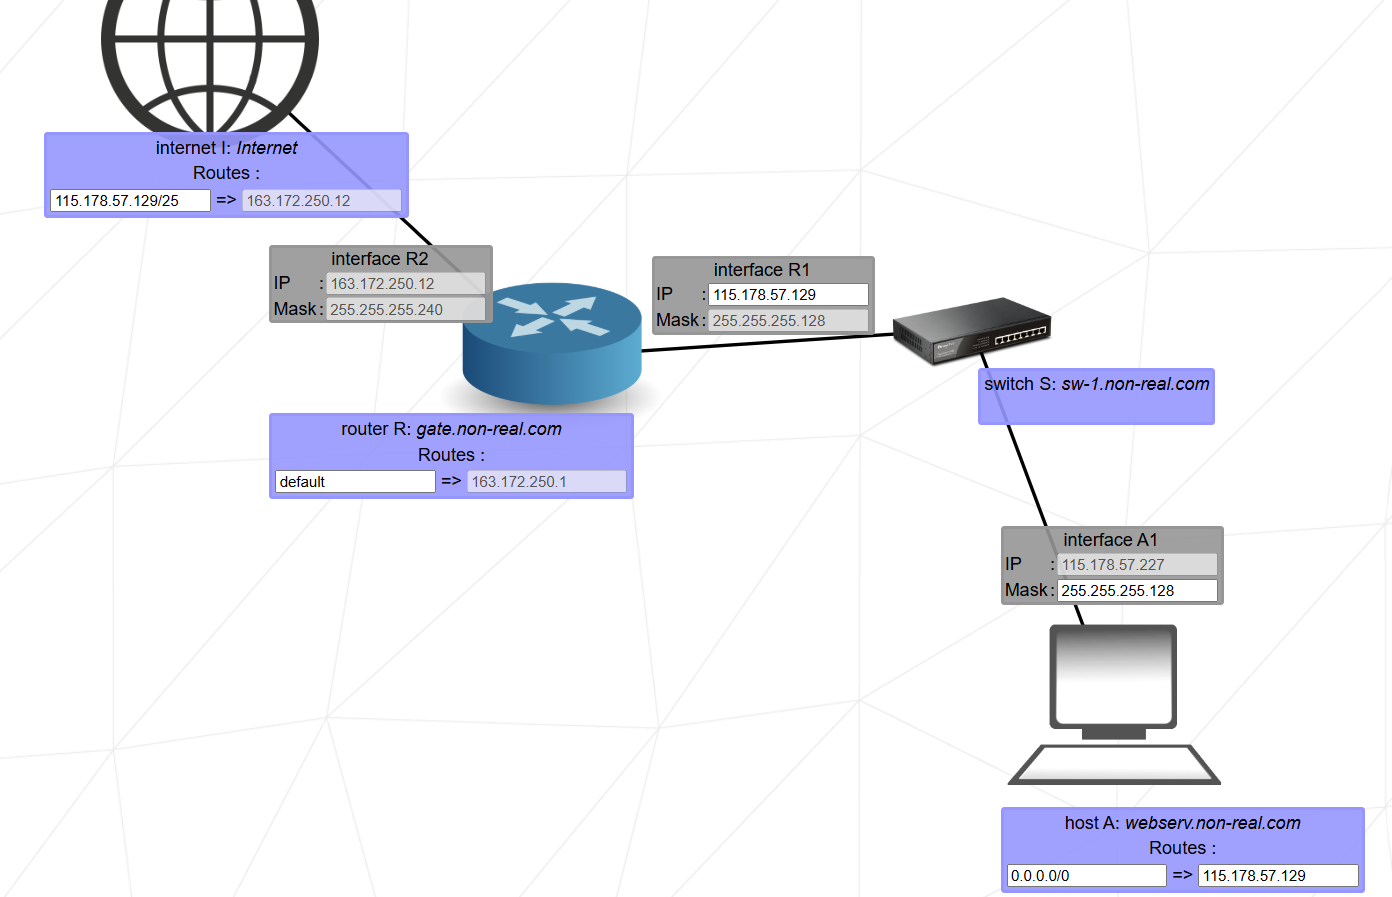 internet I: Internet
Routes :
115.178.57.129/25 => 163.172.250.12
interface R2
IP : 163.172.250.12
Mask : 255.255.255.240
interface R1
IP : 115.178.57.129
Mask : 255.255.255.128
switch S: sw-1.non-real.com
router R: gate.non-real.com
Routes :
default => 163.172.250.1
interface A1
IP : 115.178.57.227
Mask : 255.255.255.128
host A: webserv.non-real.com
Routes :
0.0.0.0/0 => 115.178.57.129